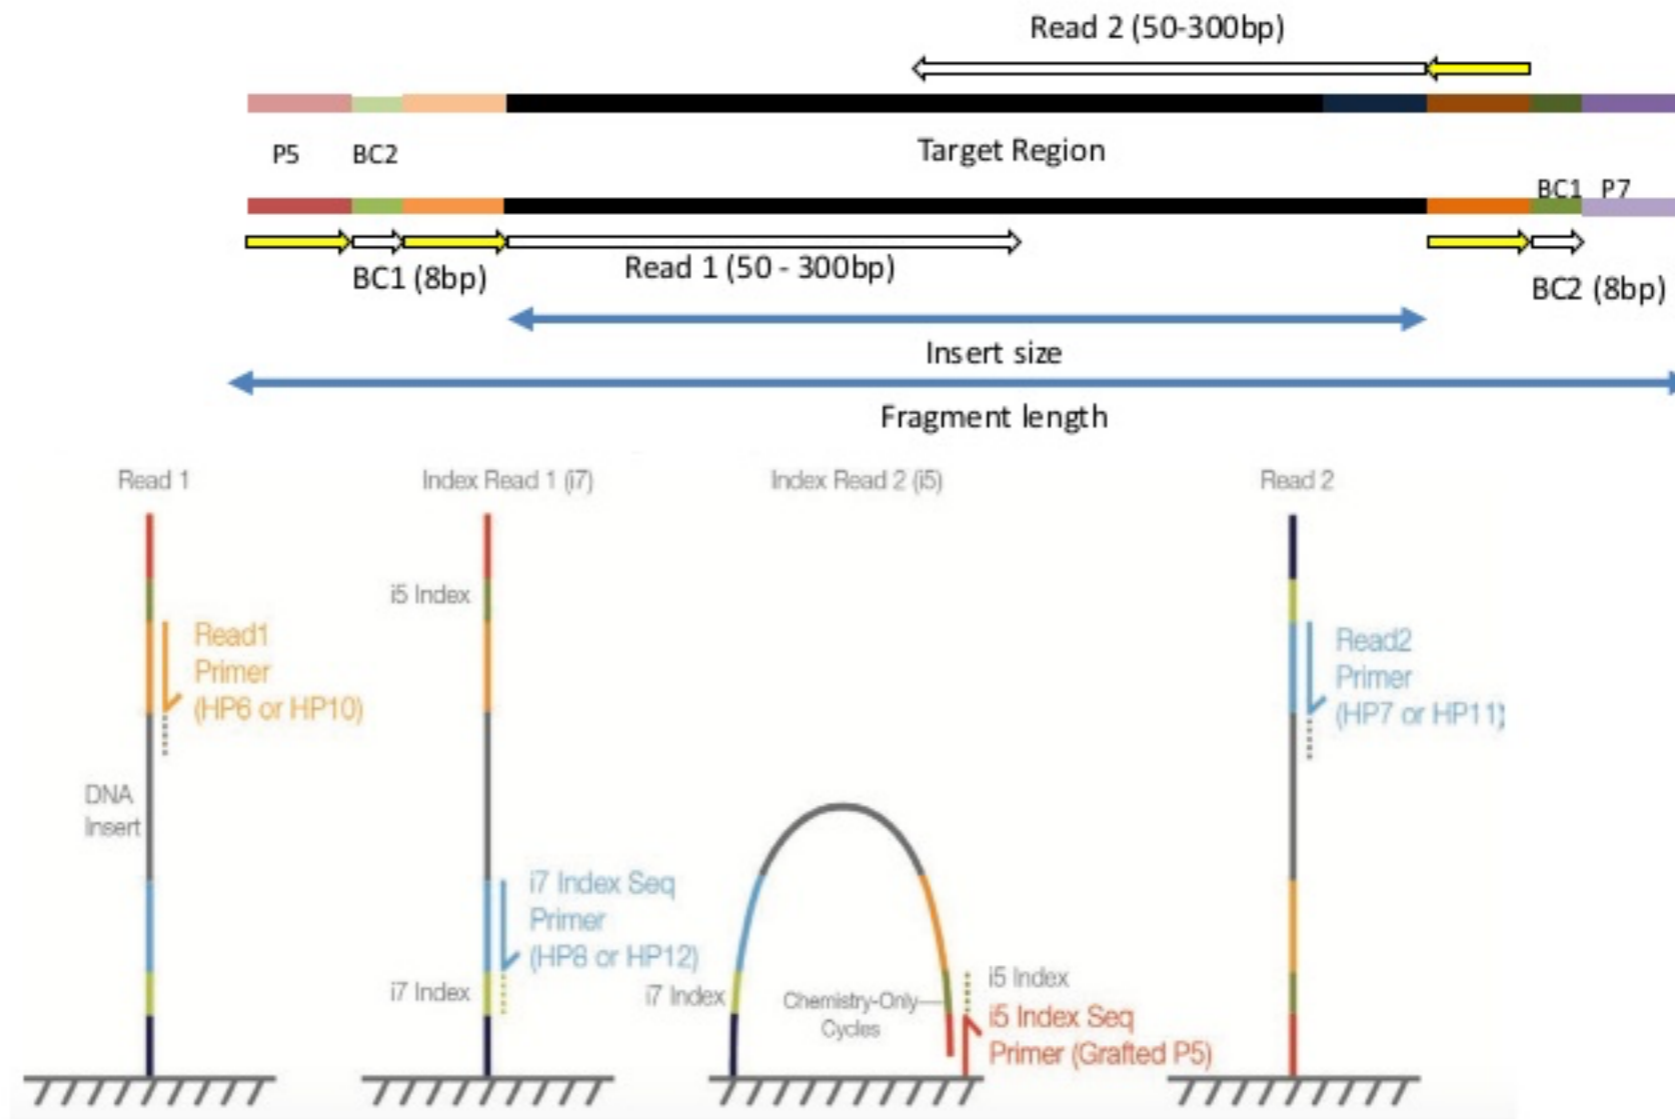 Read 2 (50-300bp)
P5 BC2 Target Region
BC1 P7
BC1 (8bp) Read 1 (50 - 300bp) BC2 (8bp)
Insert size
Fragment length
Read 1
Index Read 1 (i7)
Index Read 2 (i5)
Read 2
Read1
Primer
(HP6 or HP10)
DNA
Insert
i5 Index
i7 Index Seq
Primer
(HP8 or HP12)
i7 Index
i7 Index
Chemistry-Only
Cycles
i5 Index
i5 Index Seq
Primer (Grafted P5)
Read2
Primer
(HP7 or HP11)